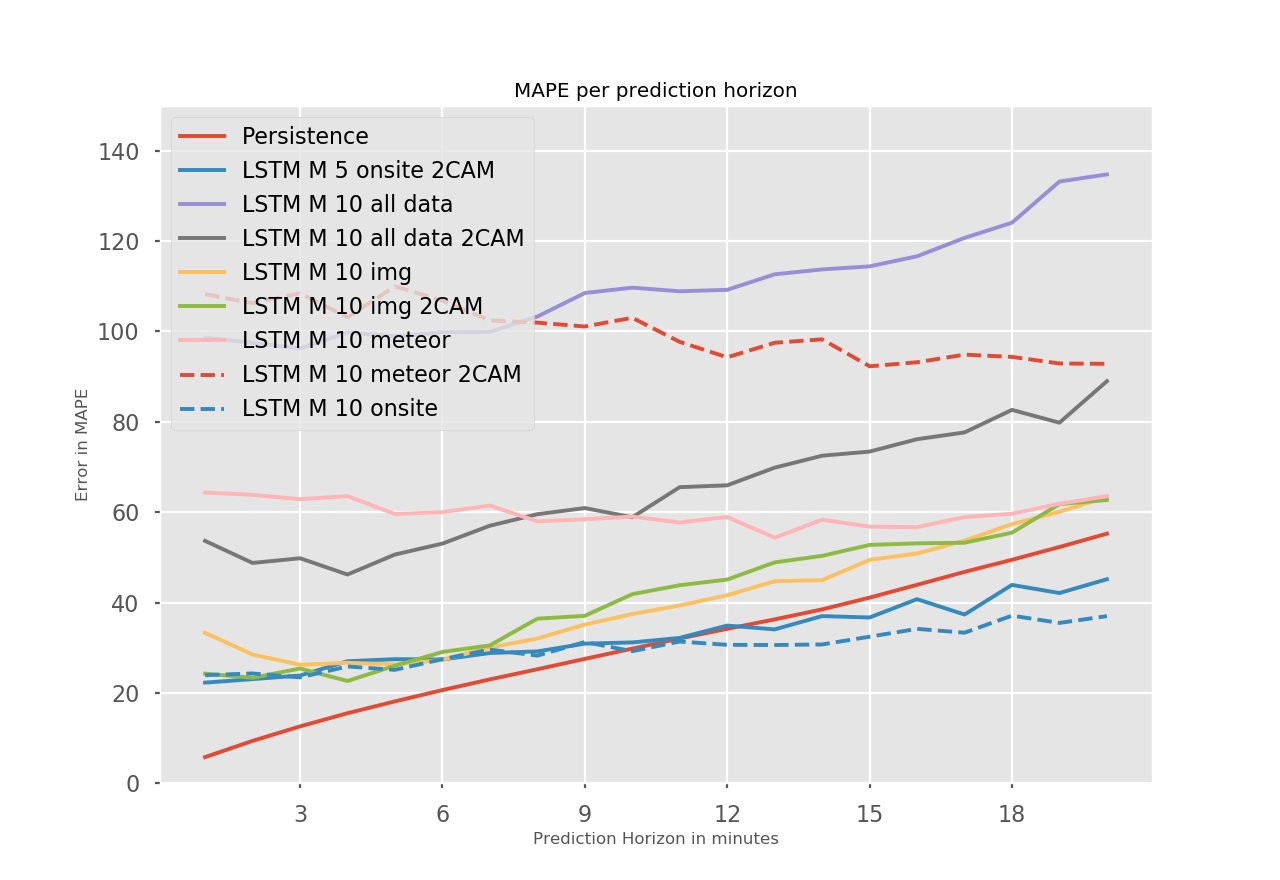 MAPE per prediction horizon
Persistence
LSTM M 5 onsite 2CAM
LSTM M 10 all data
LSTM M 10 all data 2CAM
LSTM M 10 img
LSTM M 10 img 2CAM
LSTM M 10 meteor
LSTM M 10 meteor 2CAM
LSTM M 10 onsite
Error in MAPE
140
120
100
80
60
40
20
0
3 6 9 12 15 18
Prediction Horizon in minutes